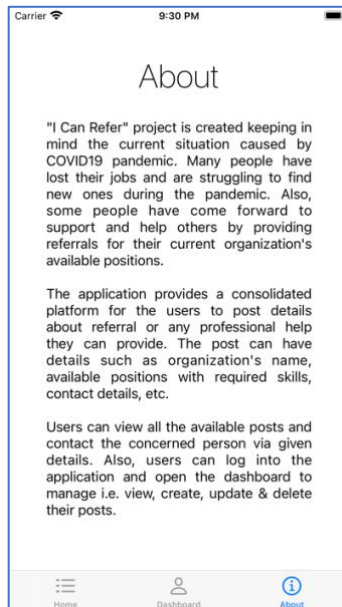 Carrier 9:30 PM
About
"I Can Refer" project is created keeping in
mind the current situation caused by
COVID19 pandemic. Many people have
lost their jobs and are struggling to find
new ones during the pandemic. Also,
some people have come forward to
support and help others by providing
referrals for their current organization's
available positions.
The application provides a consolidated
platform for the users to post details
about referral or any professional help
they can provide. The post can have
details such as organization's name,
available positions with required skills,
contact details, etc.
Users can view all the available posts and
contact the concerned person via given
details. Also, users can log into the
application and open the dashboard to
manage i.e. view, create, update & delete
their posts.
Home Dashboard About